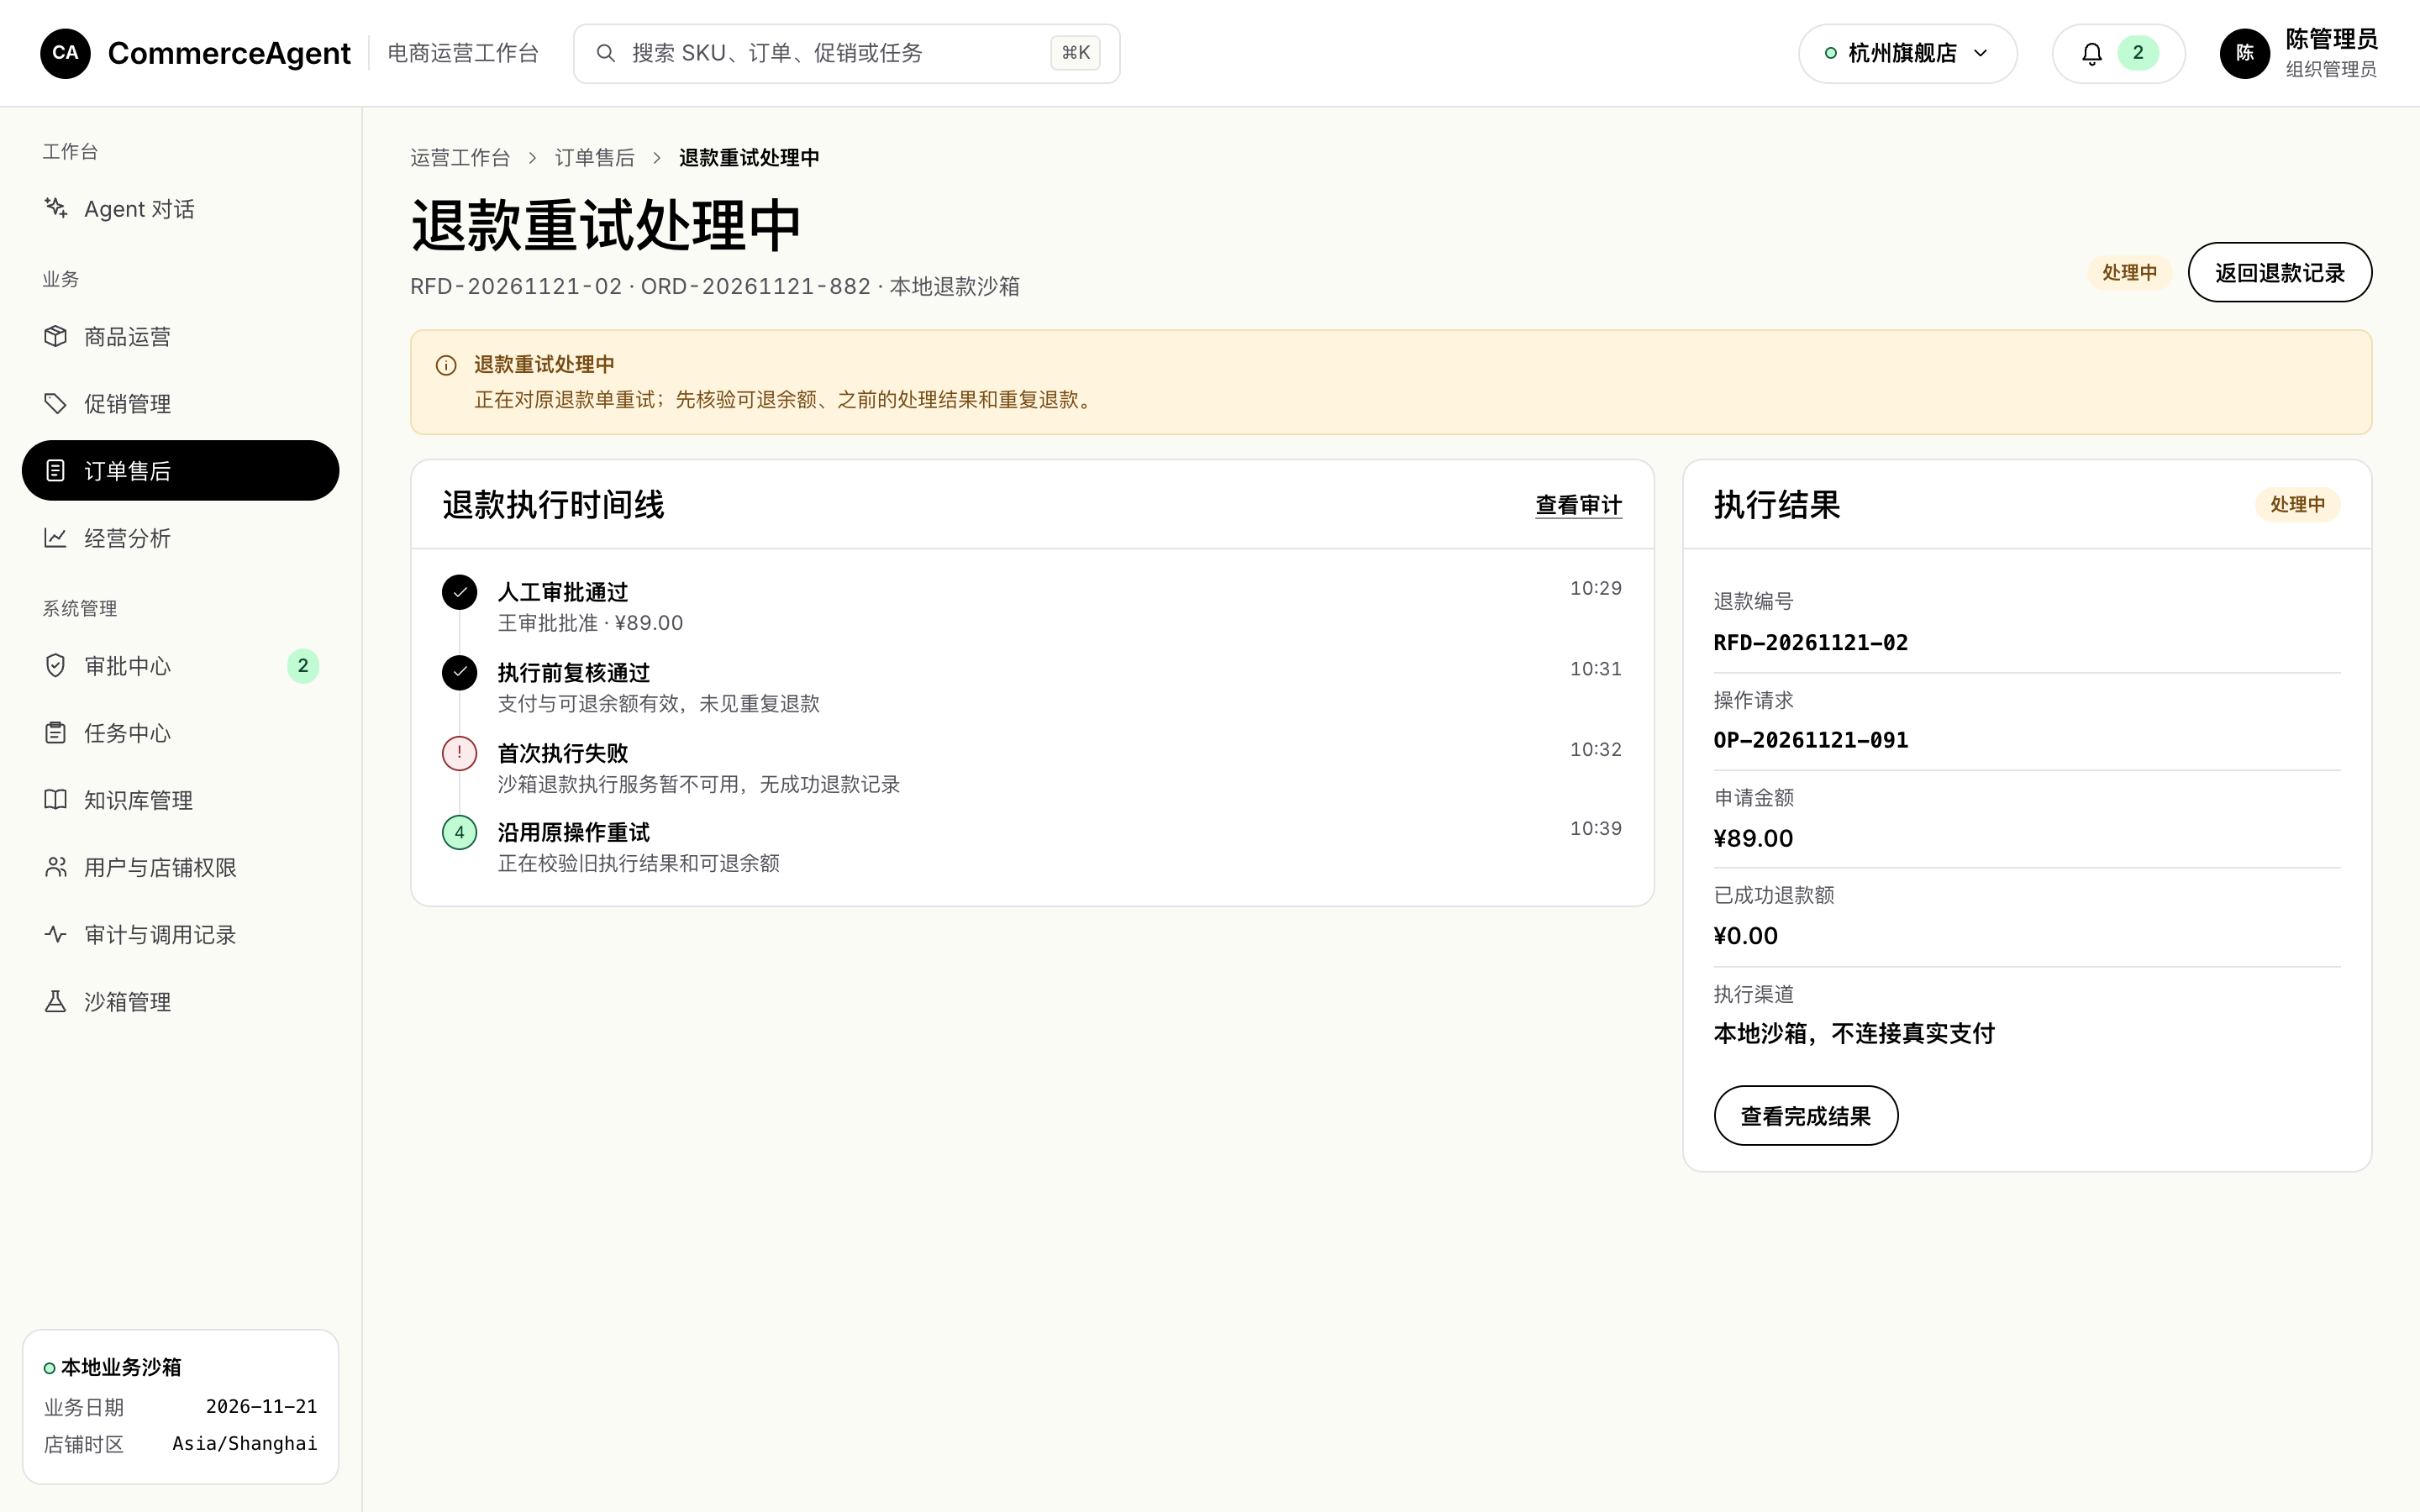 CA CommerceAgent 电商运营工作台
搜索 SKU、订单、促销或任务 ⌘K
杭州旗舰店
2
陈 陈管理员
组织管理员
工作台
Agent 对话
业务
商品运营
促销管理
订单售后
经营分析
系统管理
审批中心 2
任务中心
知识库管理
用户与店铺权限
审计与调用记录
沙箱管理
本地业务沙箱
业务日期 2026-11-21
店铺时区 Asia/Shanghai
运营工作台 > 订单售后 > 退款重试处理中
退款重试处理中
RFD-20261121-02 · ORD-20261121-882 · 本地退款沙箱
处理中
返回退款记录
退款重试处理中
正在对原退款单重试；先核验可退余额、之前的处理结果和重复退款。
退款执行时间线 查看审计
人工审批通过 10:29
王审批批准 · ¥89.00
执行前复核通过 10:31
支付与可退余额有效，未见重复退款
! 首次执行失败 10:32
沙箱退款执行服务暂不可用，无成功退款记录
4 沿用原操作重试 10:39
正在校验旧执行结果和可退余额
执行结果 处理中
退款编号
RFD-20261121-02
操作请求
OP-20261121-091
申请金额
¥89.00
已成功退款额
¥0.00
执行渠道
本地沙箱，不连接真实支付
查看完成结果